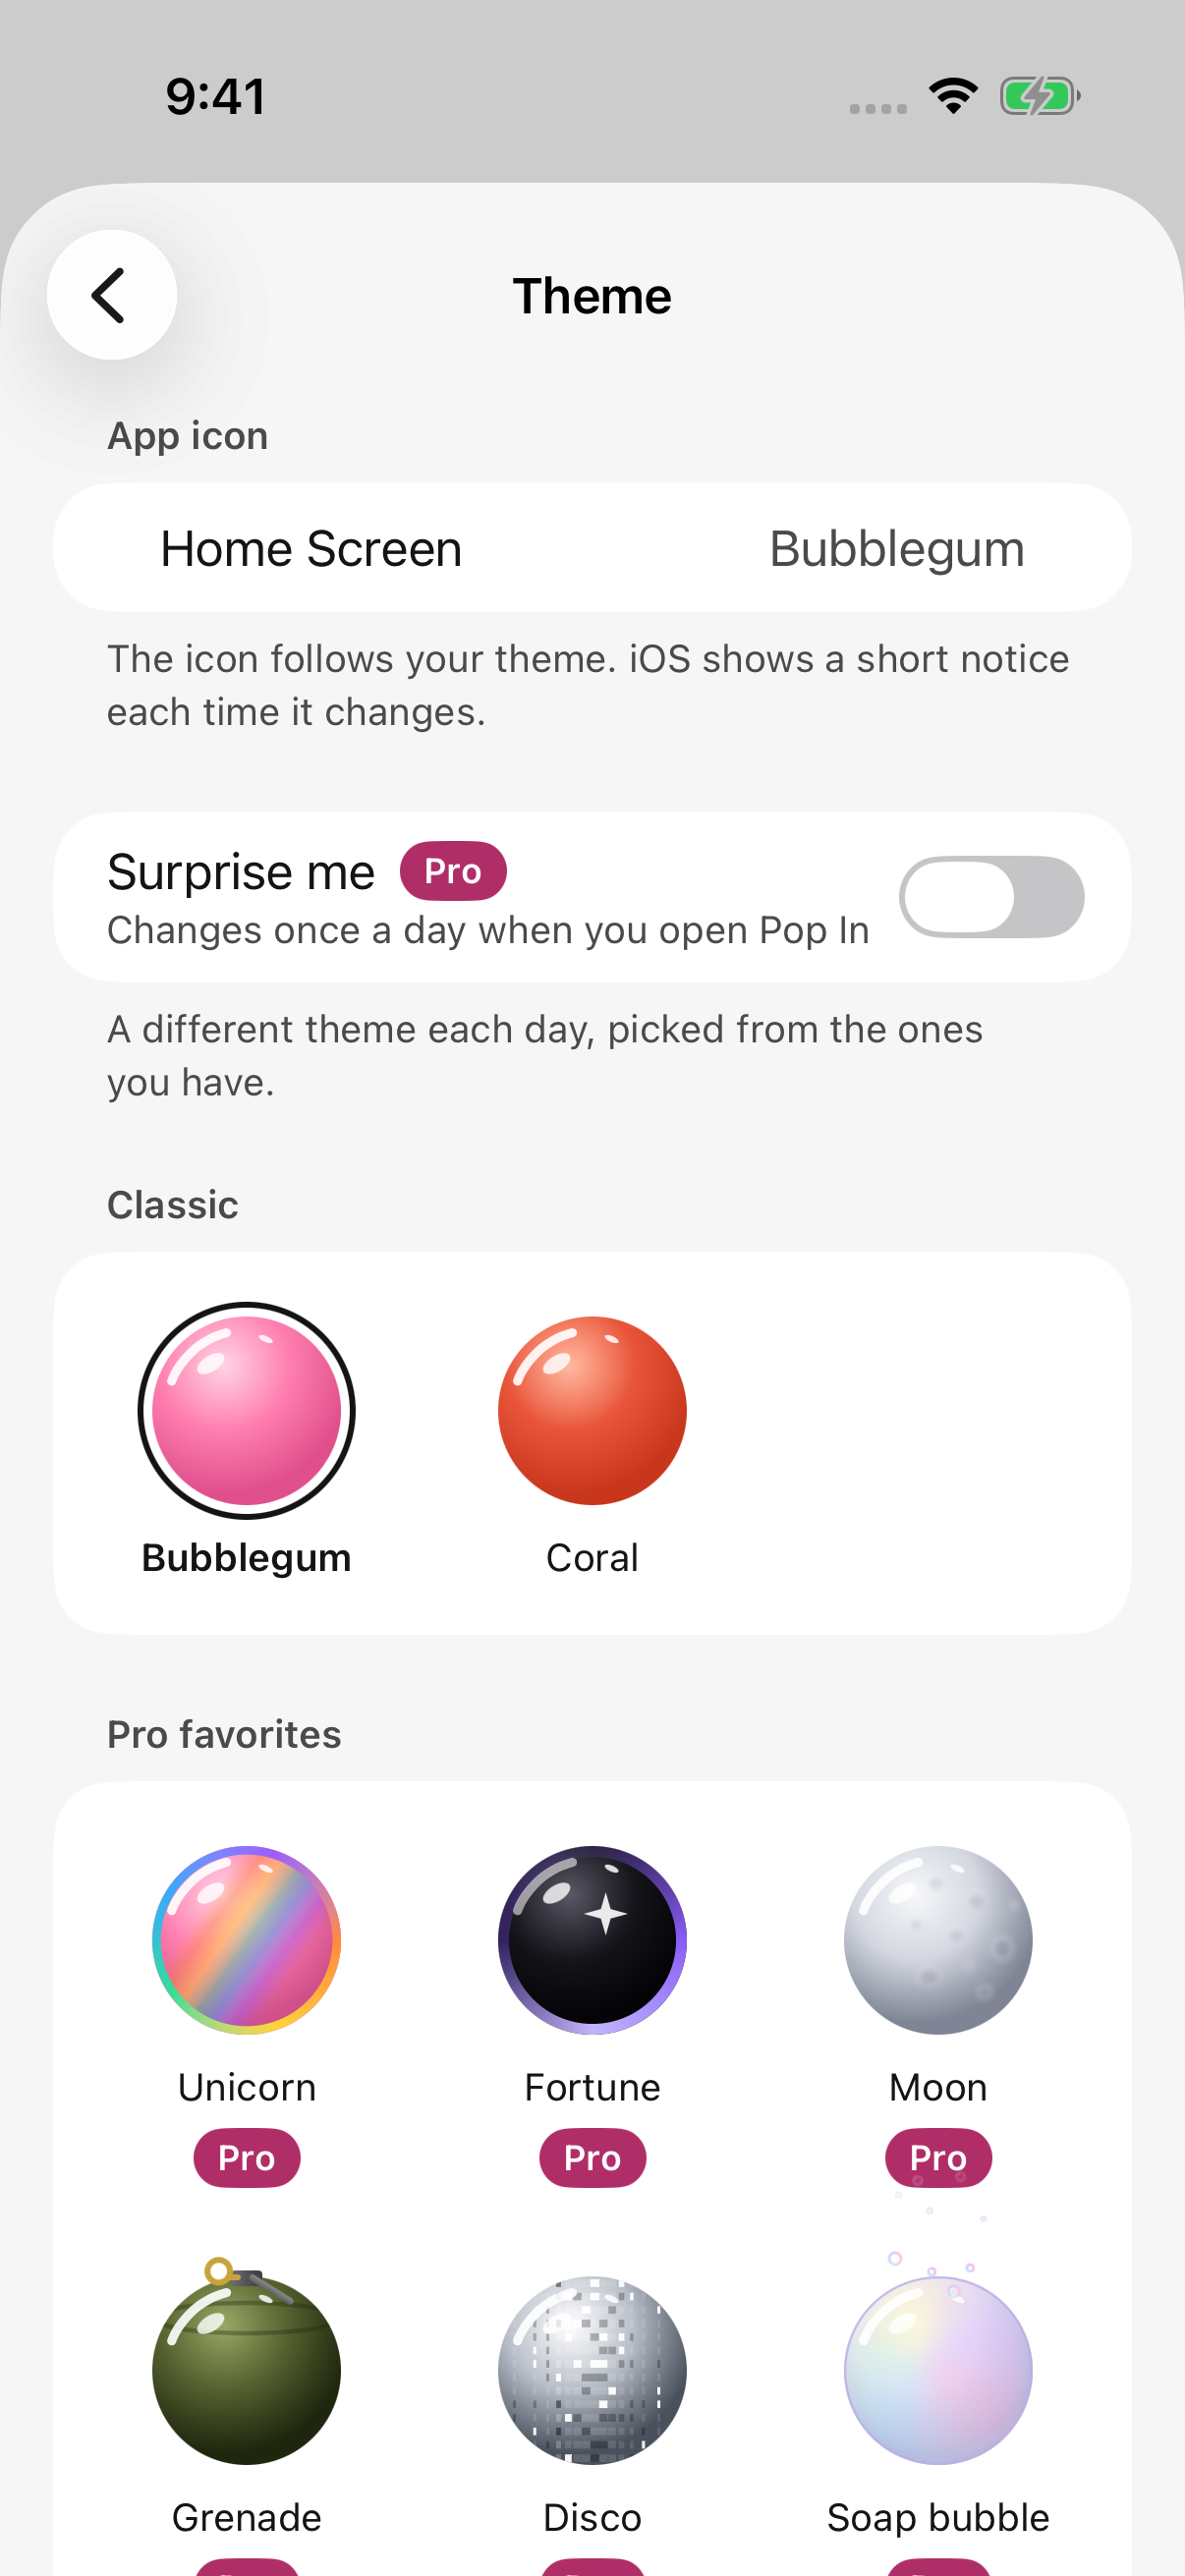 9:41
Theme
App icon
Home Screen
Bubblegum
The icon follows your theme. iOS shows a short notice
each time it changes.
Surprise me
Pro
Changes once a day when you open Pop In
A different theme each day, picked from the ones
you have.
Classic
Bubblegum
Coral
Pro favorites
Unicorn
Fortune
Moon
Pro
Pro
Pro
Grenade
Disco
Soap bubble